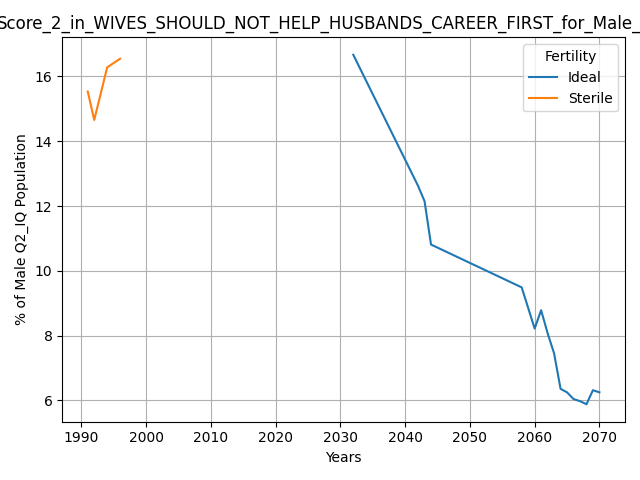 Score_2_in_WIVES_SHOULD_NOT_HELP_HUSBANDS_CAREER_FIRST_for_Male_
Fertility
Ideal
Sterile
% of Male Q2_IQ Population
16
14
12
10
8
6
1990 2000 2010 2020 2030 2040 2050 2060 2070
Years